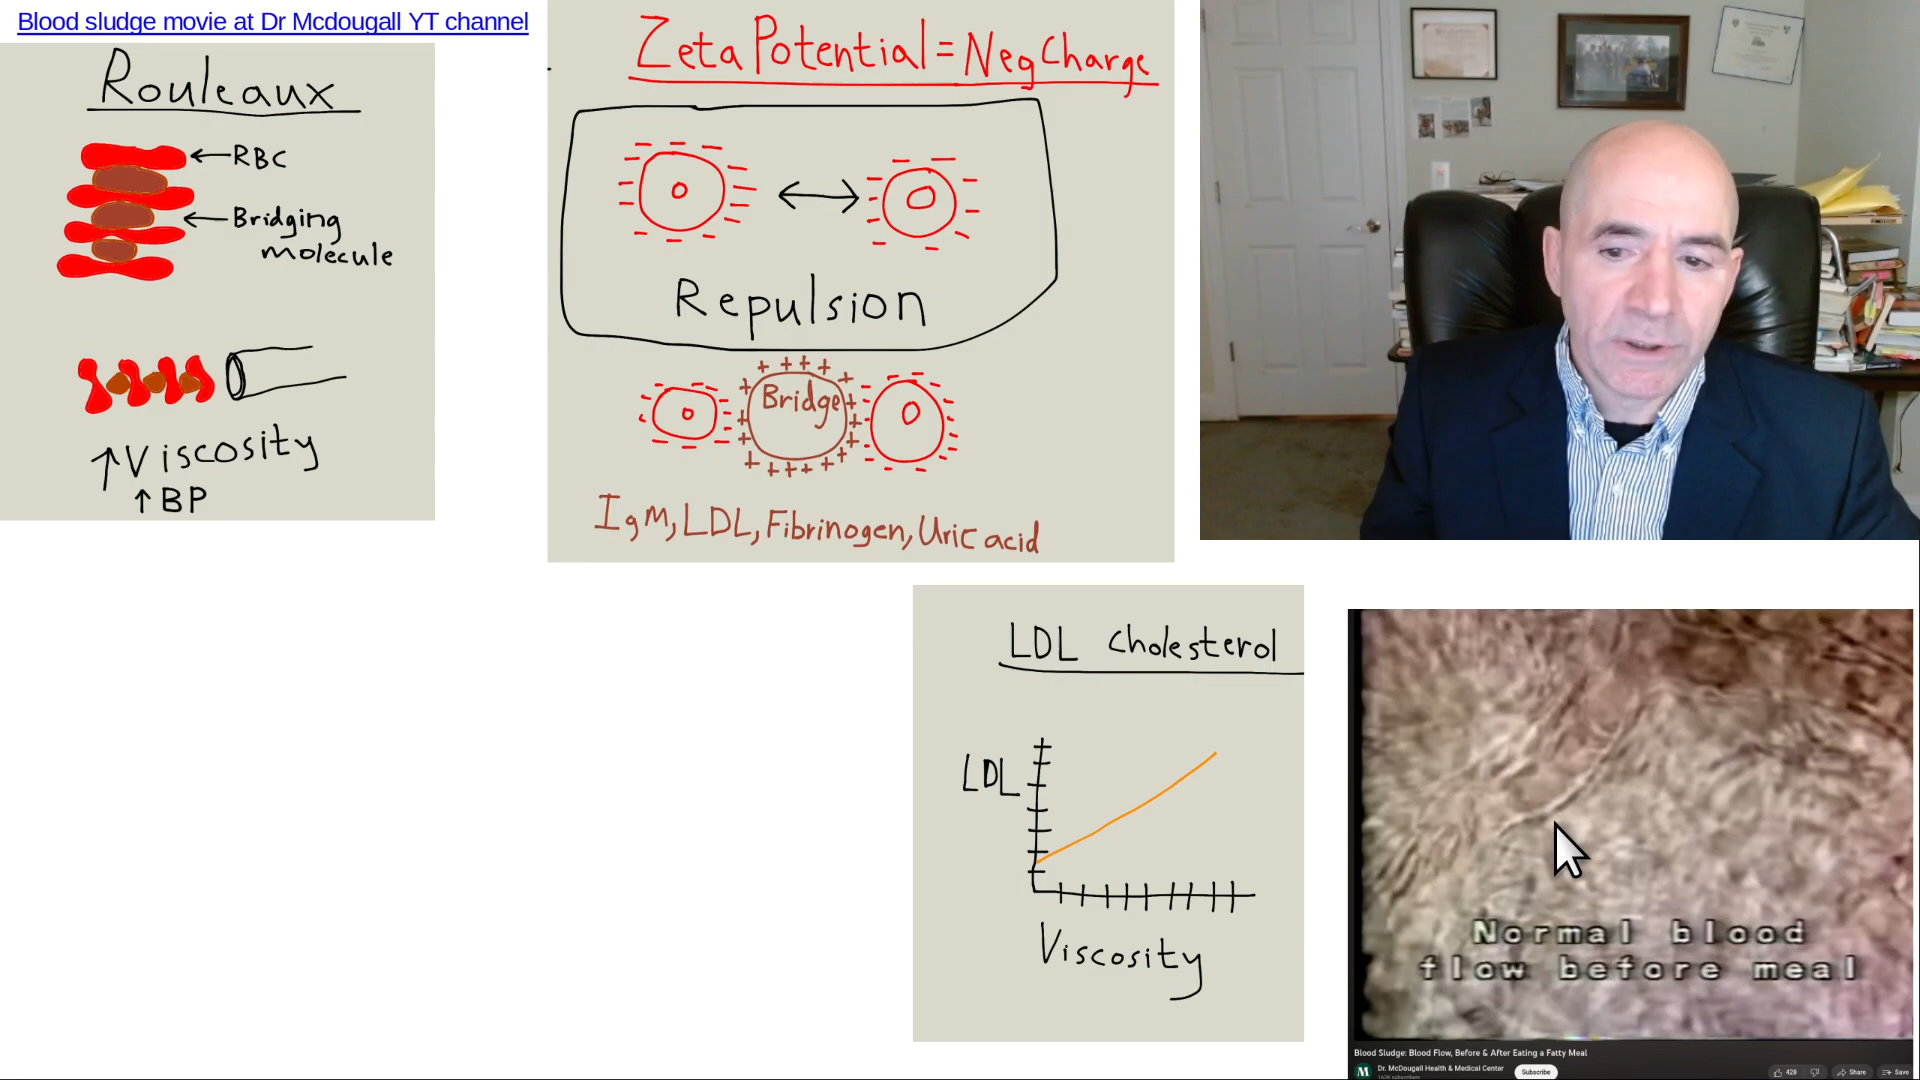 Blood sludge movie at Dr Mcdougall YT channel
Rouleaux
RBC
Bridging
molecule
↑Viscosity
↑BP
Zeta Potential = Neg Charge
Repulsion
Bridge
IgM, LDL, Fibrinogen, Uric acid
LDL Cholesterol
LDL
Viscosity
Normal blood
flow before meal
Blood Sludge: Blood Flow, Before & After Eating a Fatty Meal
Dr. McDougall Health & Medical Center
Subscribe
428
Share
Save